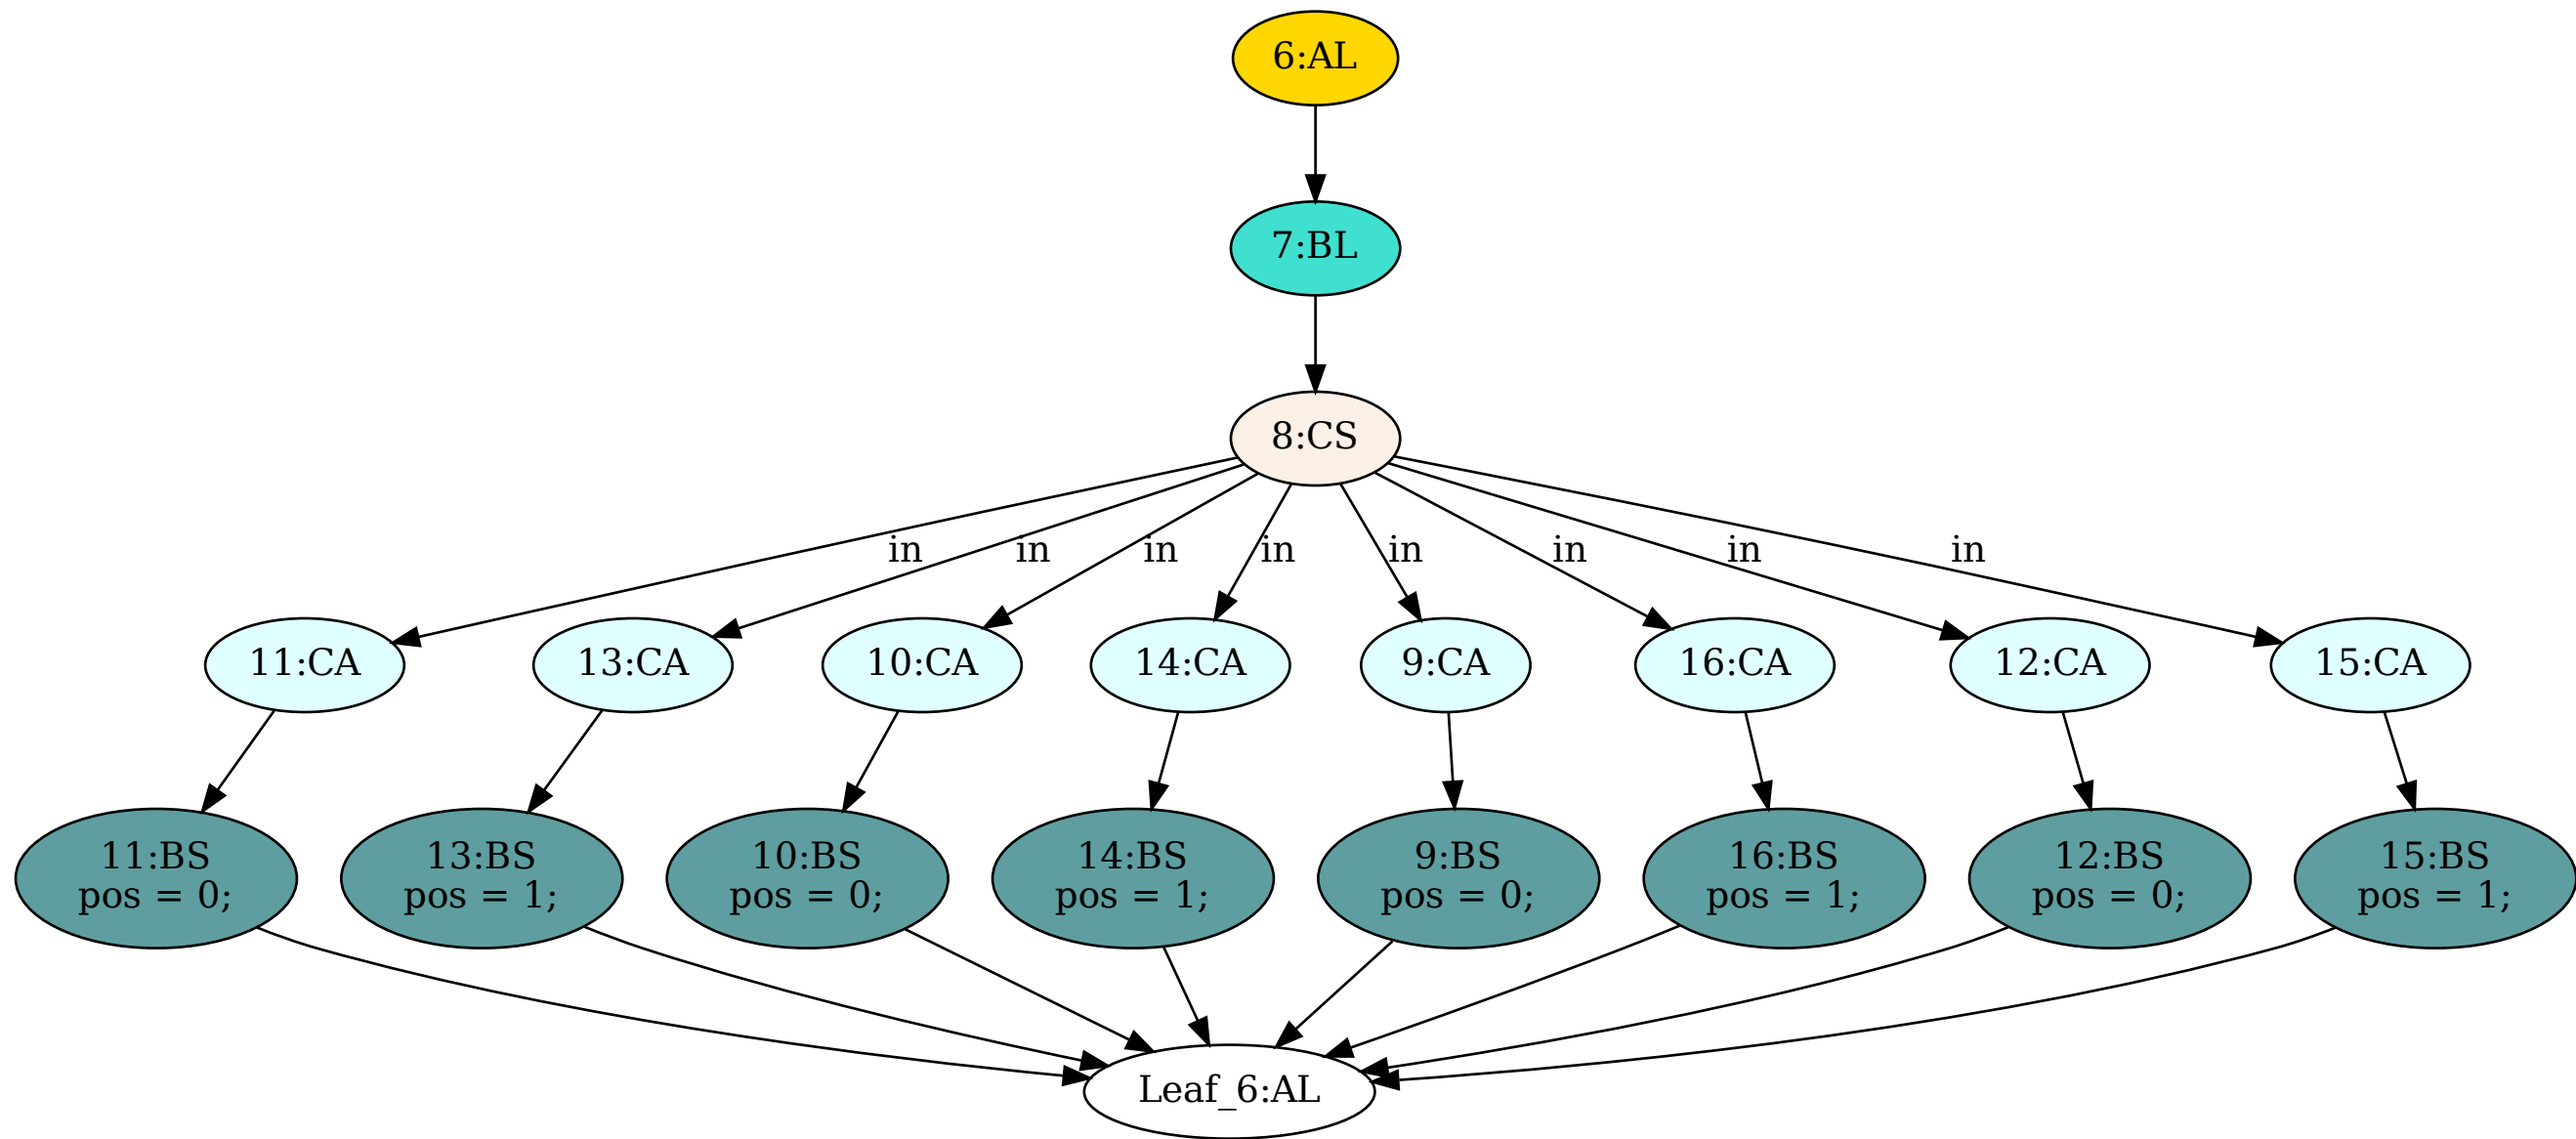 6:AL
7:BL
8:CS
in in in in in in in in
11:CA 13:CA 10:CA 14:CA 9:CA 16:CA 12:CA 15:CA
11:BS
pos = 0;
13:BS
pos = 1;
10:BS
pos = 0;
14:BS
pos = 1;
9:BS
pos = 0;
16:BS
pos = 1;
12:BS
pos = 0;
15:BS
pos = 1;
Leaf_6:AL